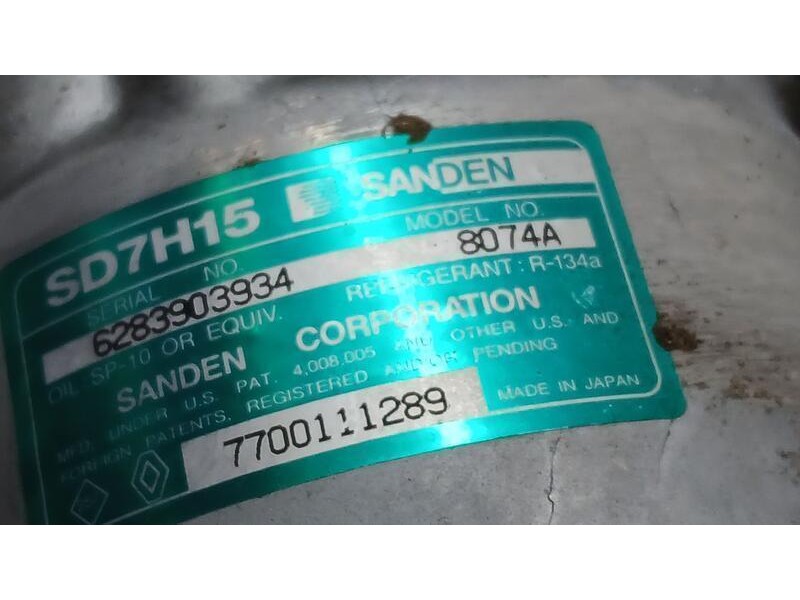 SD7H15 SANDEN
SERIAL NO. MODEL NO.
6283903934 8074A
OIL SP-10 OR EQUIV. REFRIGERANT: R-134a
SANDEN CORPORATION
MFD. UNDER U.S. PAT. 4,008,005 AND OTHER U.S. AND
FOREIGN PATENTS, REGISTERED AND/OR PENDING
7700111289 MADE IN JAPAN